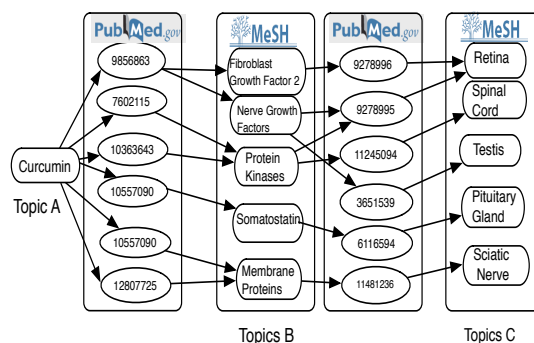 PubMed.gov
MeSH
PubMed.gov
MeSH
Curcumin
Topic A
9856863
7602115
10363643
10557090
10557090
12807725
Fibroblast
Growth Factor 2
Nerve Growth
Factors
Protein
Kinases
Somatostatin
Membrane
Proteins
Topics B
9278996
9278995
11245094
3651539
6116594
11481236
Retina
Spinal
Cord
Testis
Pituitary
Gland
Sciatic
Nerve
Topics C